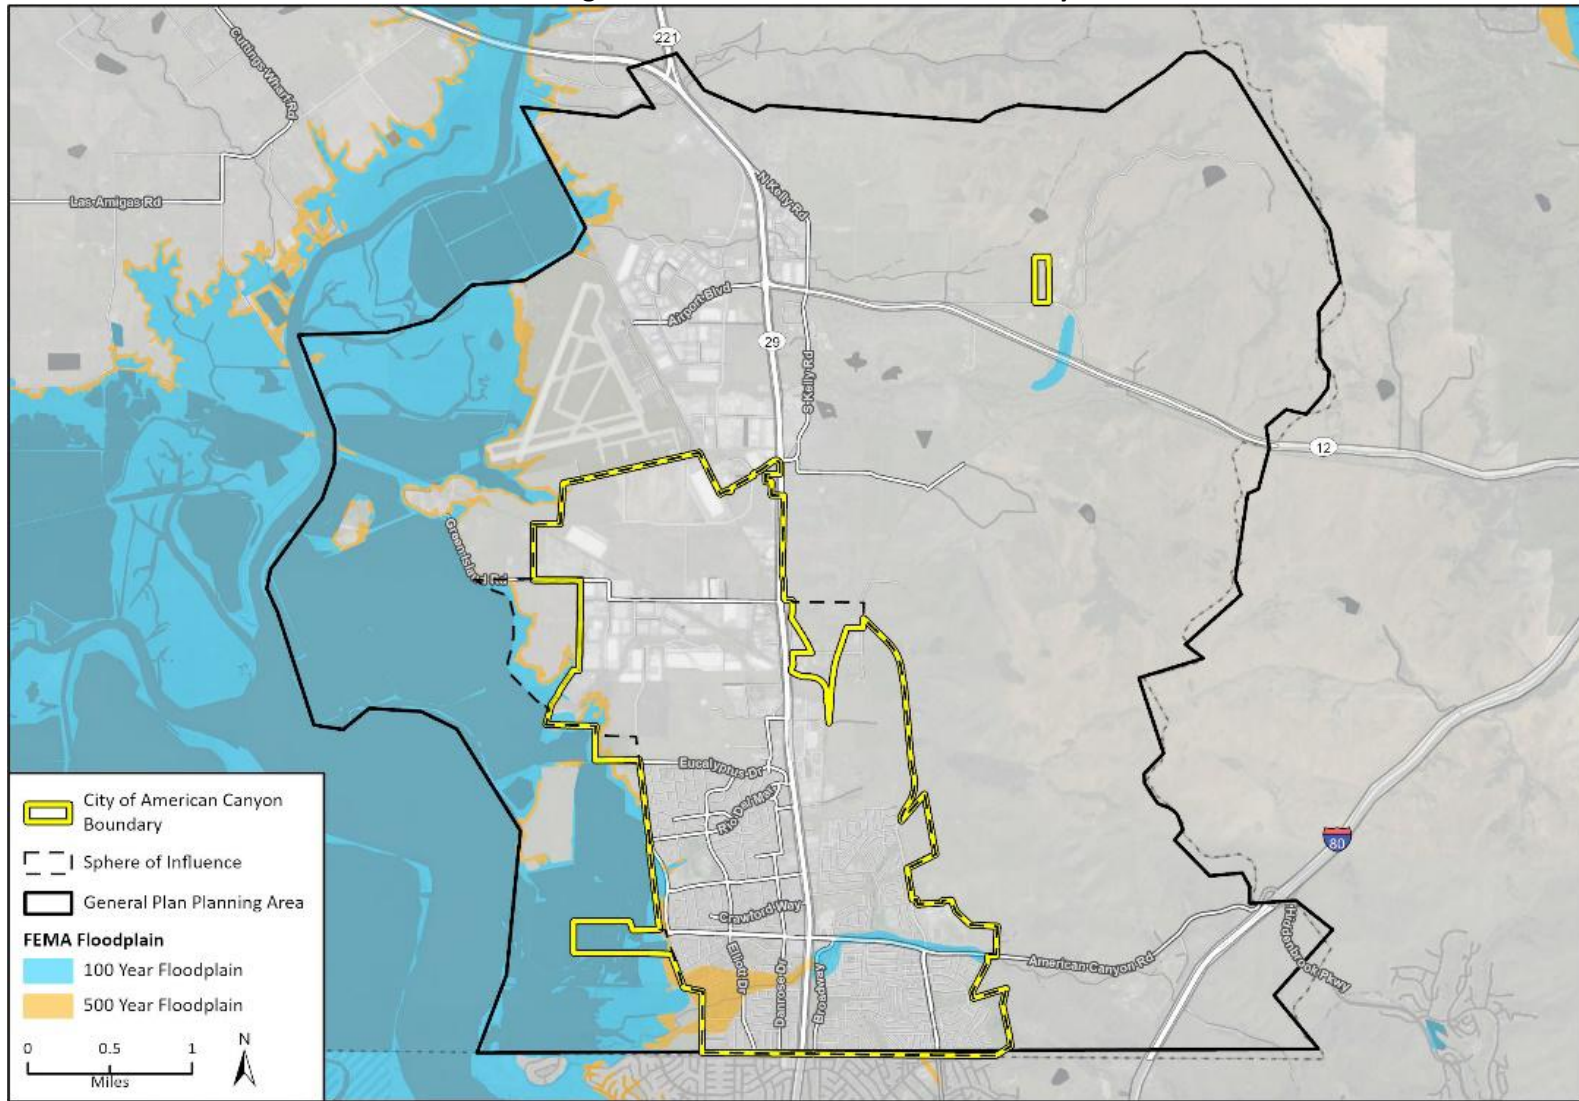 221
Cuttings Wharf Rd
Las Amigas Rd
N Kelly Rd
Airport Blvd
29
S Kelly Rd
12
Green Island Rd
Eucalyptus Dr
Rio Del Mar
80
Crawford Way
Elliott Dr
Danrose Dr
Broadway
American Canyon Rd
Hiddenbrook Pkwy
City of American Canyon
Boundary
Sphere of Influence
General Plan Planning Area
FEMA Floodplain
100 Year Floodplain
500 Year Floodplain
0 0.5 1
Miles
N